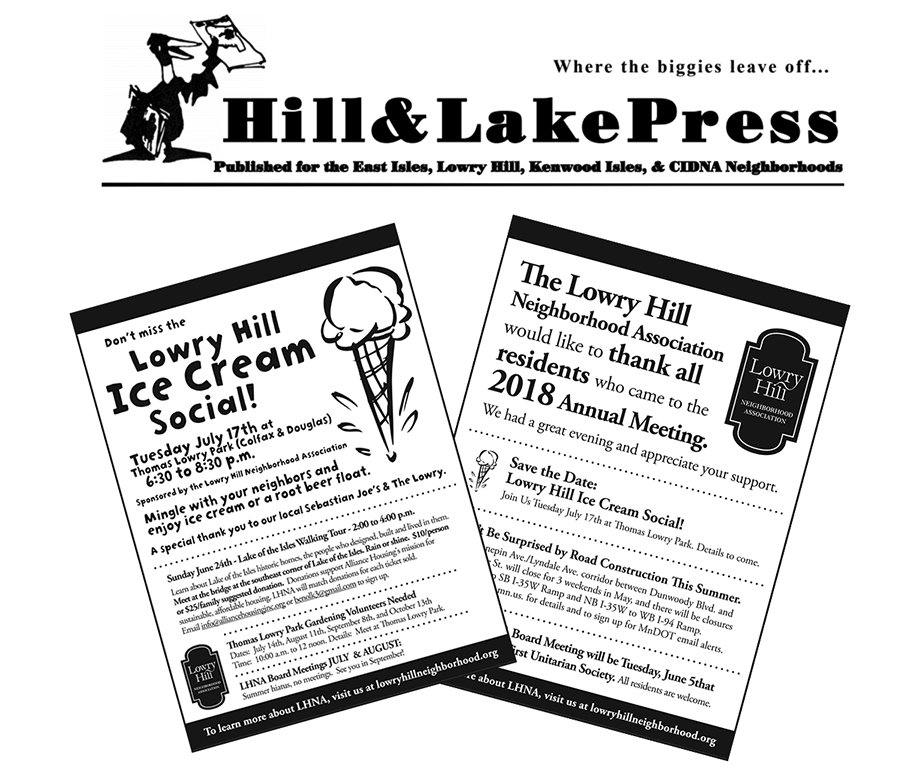 Where the biggies leave off...
Hill&LakePress
Published for the East Isles, Lowry Hill, Kenwood Isles, & CIDNA Neighborhoods
Don't miss the
Lowry Hill
Ice Cream
Social!
Tuesday July 17th at
Thomas Lowry Park (Colfax & Douglas)
6:30 to 8:30 p.m.
Sponsored by the Lowry Hill Neighborhood Association
Mingle with your neighbors and
enjoy ice cream or a root beer float.
A special thank you to our local Sebastian Joe's & The Lowry.
Sunday June 24th - Lake of the Isles Walking Tour - 2:00 to 4:00 p.m.
Learn about Lake of the Isles historic homes, the people who designed, built and lived in them.
Meet at the bridge at the southeast corner of Lake of the Isles. Rain or shine. $10/person
or $25/family suggested donation. Donations support Alliance Housing's mission for
sustainable, affordable housing. LHNA will match donations for each ticket sold.
Email info@alliancehousinginc.org or benolk3@gmail.com to sign up.
Thomas Lowry Park Gardening Volunteers Needed
Dates: July 14th, August 11th, September 8th, and October 13th
Time: 10:00 a.m. to 12 noon. Details: Meet at Thomas Lowry Park.
LHNA Board Meetings JULY & AUGUST:
Summer hiatus, no meetings. See you in September!
Lowry
Hill
NEIGHBORHOOD
ASSOCIATION
To learn more about LHNA, visit us at lowryhillneighborhood.org
The Lowry Hill
Neighborhood Association
would like to thank all
residents who came to the
2018 Annual Meeting.
We had a great evening and appreciate your support.
Lowry
Hill
NEIGHBORHOOD
ASSOCIATION
Save the Date:
Lowry Hill Ice Cream Social!
Join Us Tuesday July 17th at Thomas Lowry Park. Details to come.
Be Surprised by Road Construction This Summer.
Ave./Lyndale Ave. corridor between Dunwoody Blvd. and
St. will close for 3 weekends in May, and there will be closures
SB I-35W Ramp and NB I-35W to WB I-94 Ramp.
for details and to sign up for MnDOT email alerts.
Board Meeting will be Tuesday, June 5that
Unitarian Society. All residents are welcome.
more about LHNA, visit us at lowryhillneighborhood.org